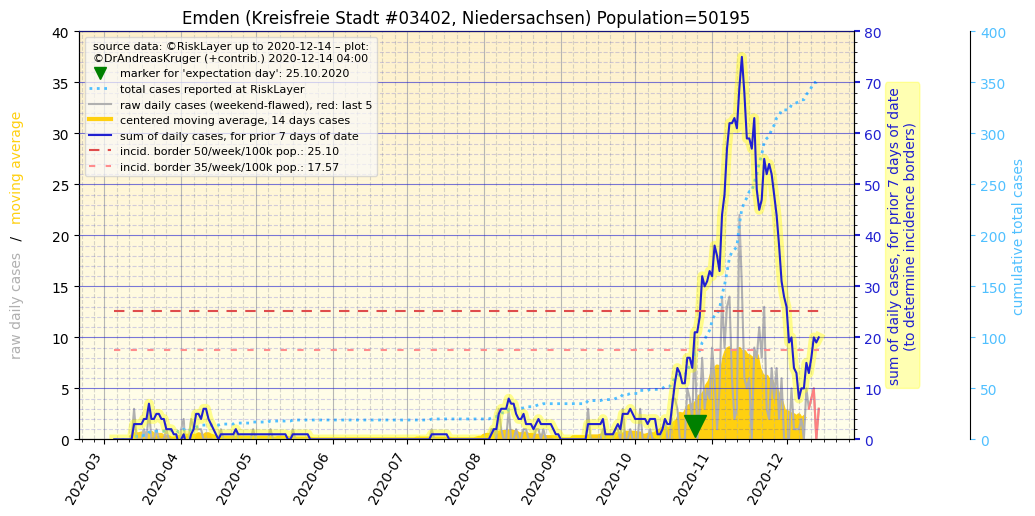 Emden (Kreisfreie Stadt #03402, Niedersachsen) Population=50195
source data: ©RiskLayer up to 2020-12-14 – plot:
©DrAndreasKruger (+contrib.) 2020-12-14 04:00
marker for 'expectation day': 25.10.2020
total cases reported at RiskLayer
raw daily cases (weekend-flawed), red: last 5
centered moving average, 14 days cases
sum of daily cases, for prior 7 days of date
incid. border 50/week/100k pop.: 25.10
incid. border 35/week/100k pop.: 17.57
raw daily cases / moving average
40
35
30
25
20
15
10
5
0
2020-03
2020-04
2020-05
2020-06
2020-07
2020-08
2020-09
2020-10
2020-11
2020-12
80
70
60
50
40
30
20
10
0
sum of daily cases, for prior 7 days of date
(to determine incidence borders)
400
350
300
250
200
150
100
50
0
cumulative total cases